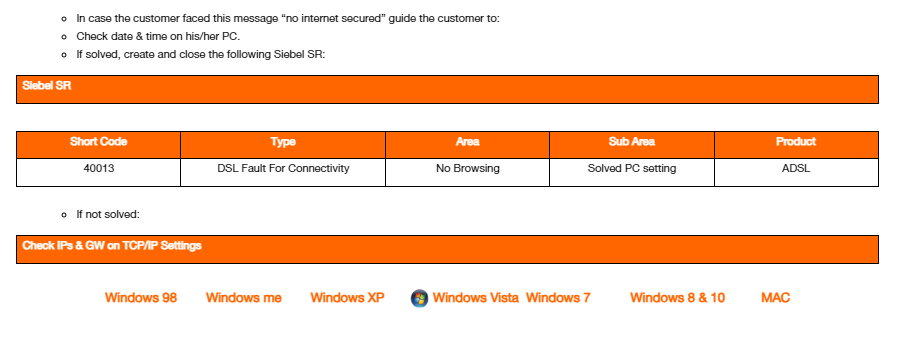 In case the customer faced this message “no internet secured” guide the customer to:
Check date & time on his/her PC.
If solved, create and close the following Siebel SR:
Siebel SR
Short Code Type Area Sub Area Product
40013 DSL Fault For Connectivity No Browsing Solved PC setting ADSL
If not solved:
Check IPs & GW on TCP/IP Settings
Windows 98 Windows me Windows XP Windows Vista Windows 7 Windows 8 & 10 MAC